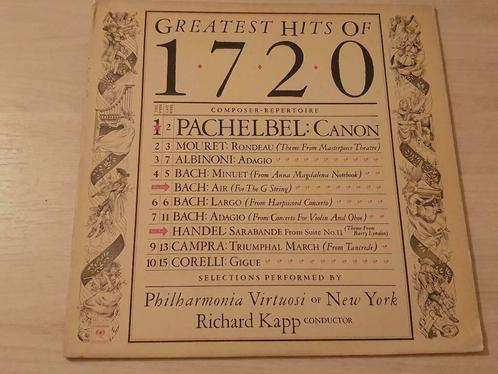 GREATEST HITS OF
1·7·2·0
COMPOSER-REPERTOIRE
1 2 PACHELBEL: CANON
2 3 MOURET: RONDEAU (Theme From Masterpiece Theatre)
3 7 ALBINONI: ADAGIO
4 5 BACH: MINUET (From Anna Magdalena Notebook)
BACH: AIR (For The G String)
6 6 BACH: LARGO (From Harpsicord Concerto)
7 11 BACH: ADAGIO (From Concerto For Violin And Oboe)
HANDEL: SARABANDE FROM SUITE NO.11 (Theme From Barry Lyndon)
9 13 CAMPRA: TRIUMPHAL MARCH (From Tancrede)
10 15 CORELLI: GIGUE
SELECTIONS PERFORMED BY
Philharmonia Virtuosi OF New York
Richard Kapp CONDUCTOR